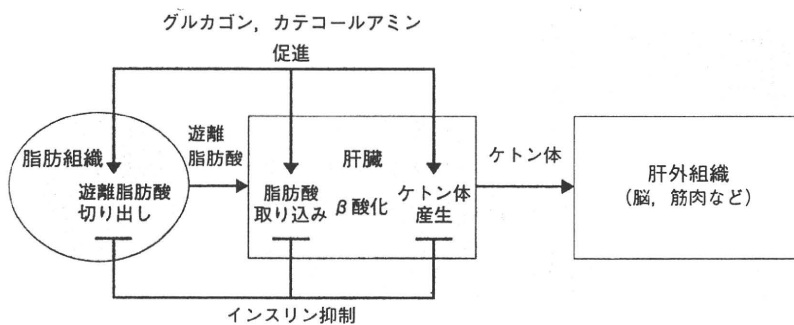 グルカゴン，カテコールアミン
促進
遊離
脂肪酸
脂肪組織
肝臓
ケトン体
肝外組織
（脳，筋肉など）
遊離脂肪酸
切り出し
脂肪酸
取り込み
β酸化
ケトン体
産生
インスリン抑制